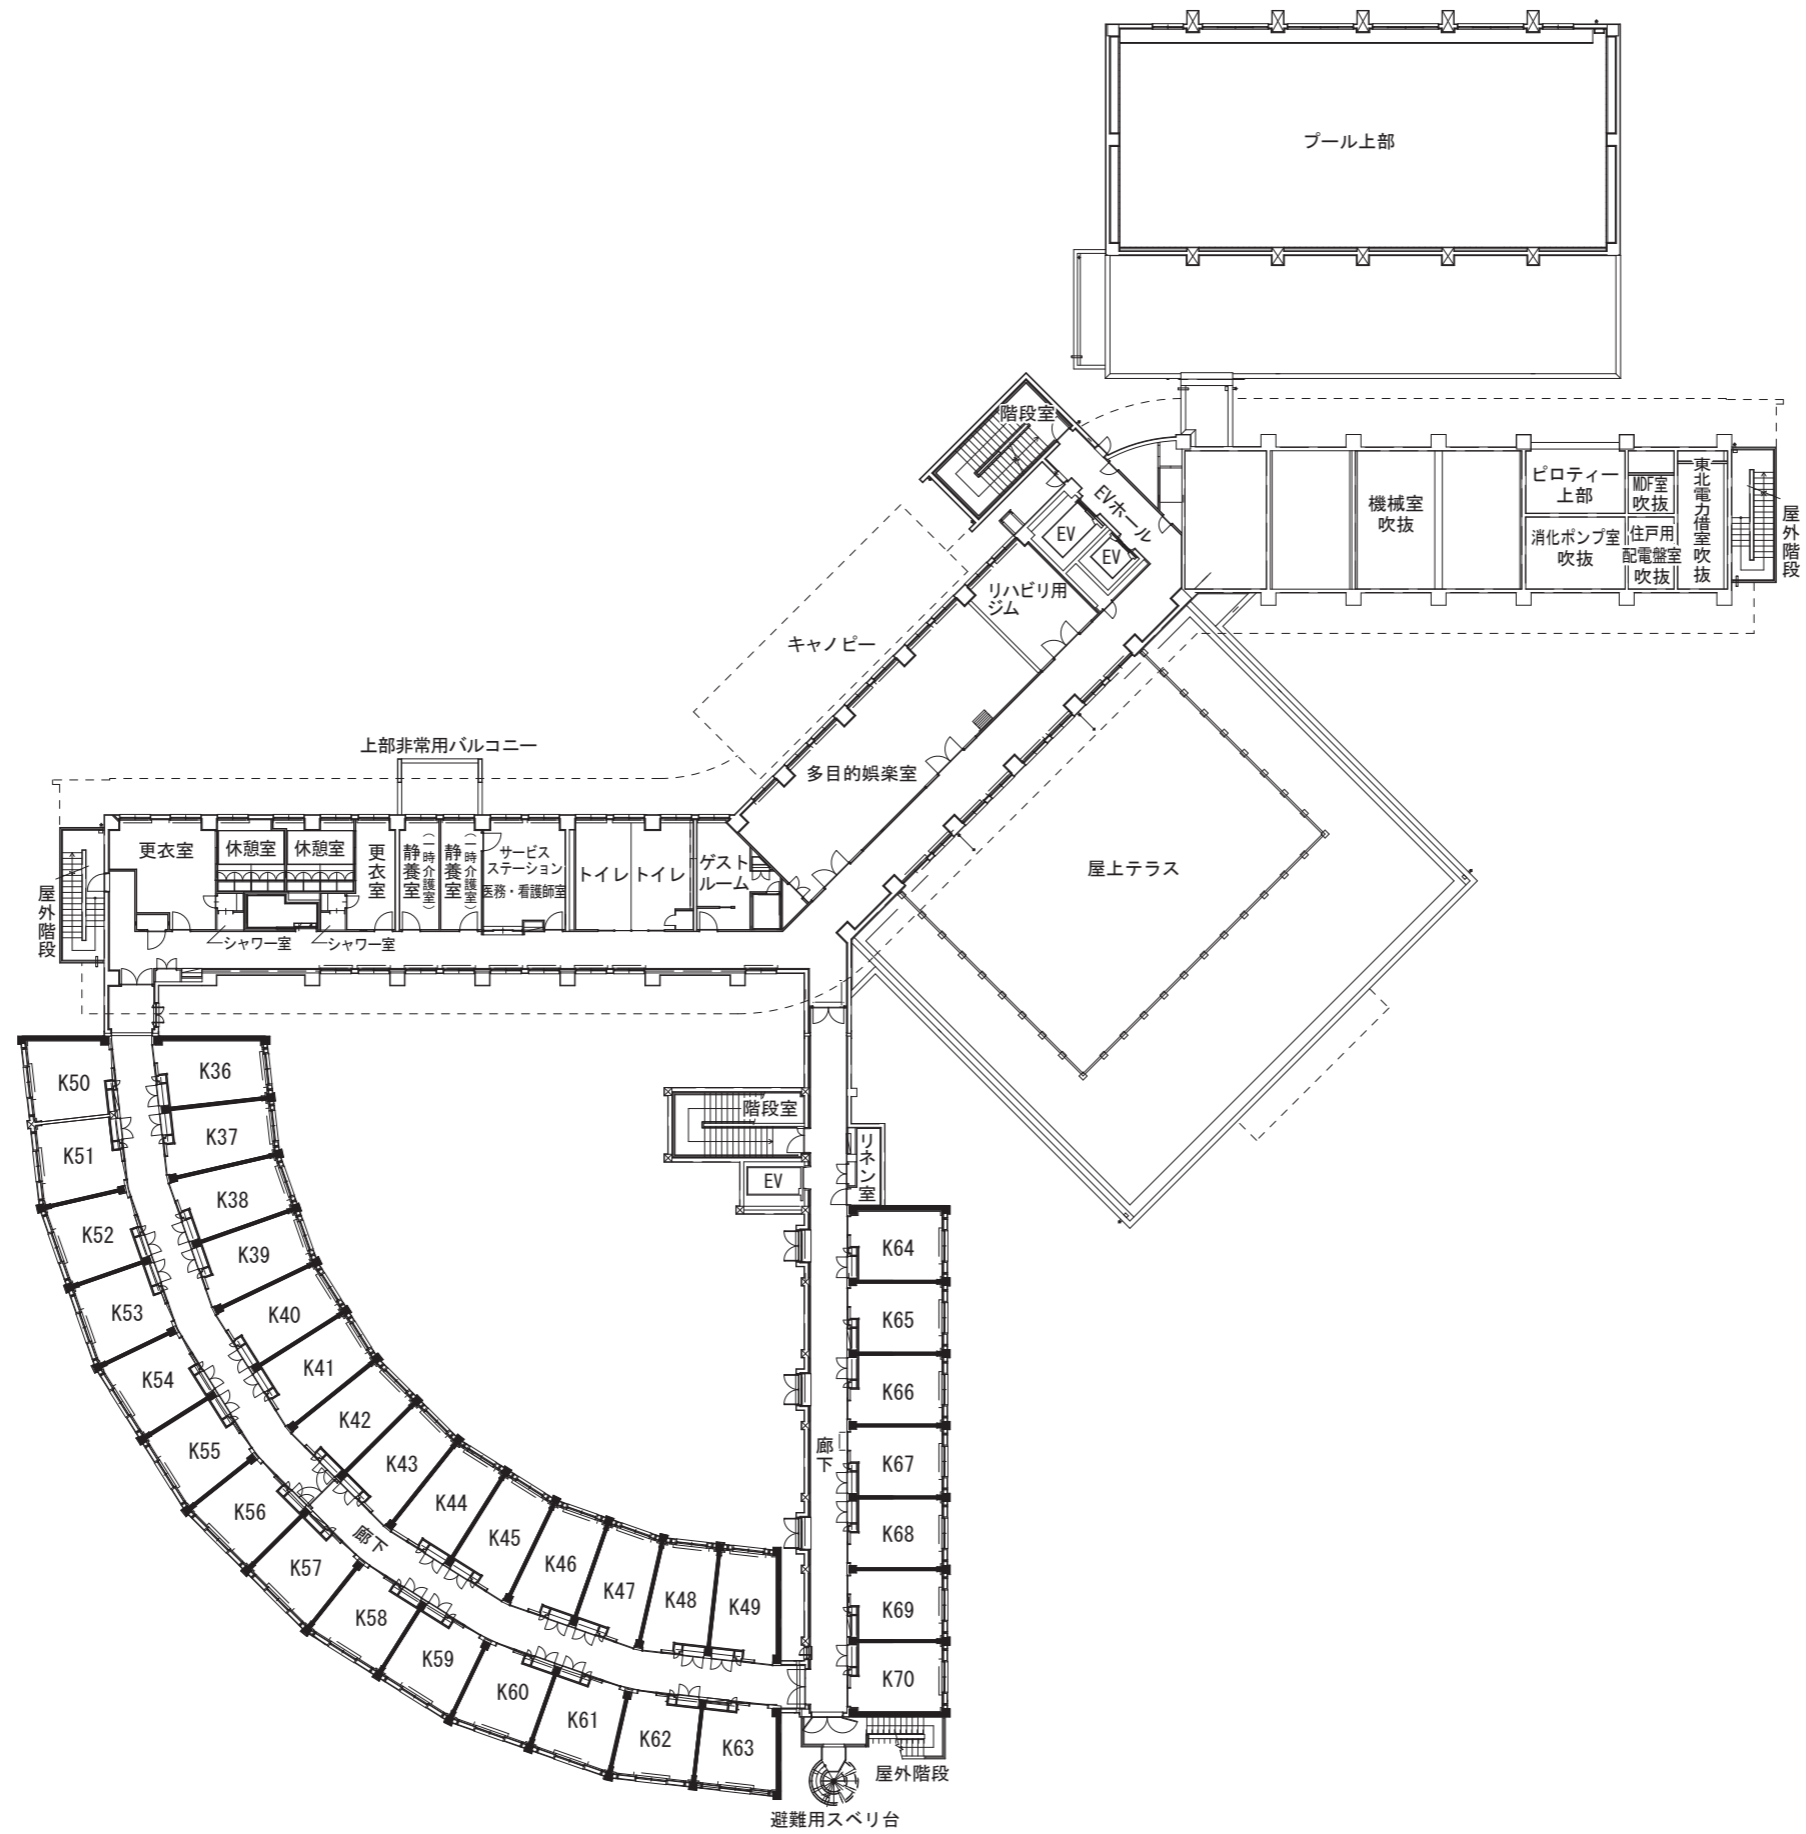 プール上部
階段室
EVホール
EV
EV
機械室
吹抜
ピロティー
上部
MDF室
吹抜
東北電力借室吹抜
消化ポンプ室
吹抜
住戸用
配電盤室
吹抜
屋外階段
リハビリ用
ジム
キャノピー
多目的娯楽室
屋上テラス
上部非常用バルコニー
更衣室
休憩室
休憩室
更衣室
静養室
(一時介護室)
静養室
(一時介護室)
サービス
ステーション
医務・看護師室
トイレ
トイレ
ゲスト
ルーム
屋外階段
シャワー室
シャワー室
階段室
EV
リネン室
K50
K36
K51
K37
K52
K38
K53
K39
K54
K40
K55
K41
K56
K42
K57
K43
K58
K44
K59
K45
K60
K46
K61
K47
K62
K48
K63
K49
廊下
廊下
K64
K65
K66
K67
K68
K69
K70
屋外階段
避難用スベリ台